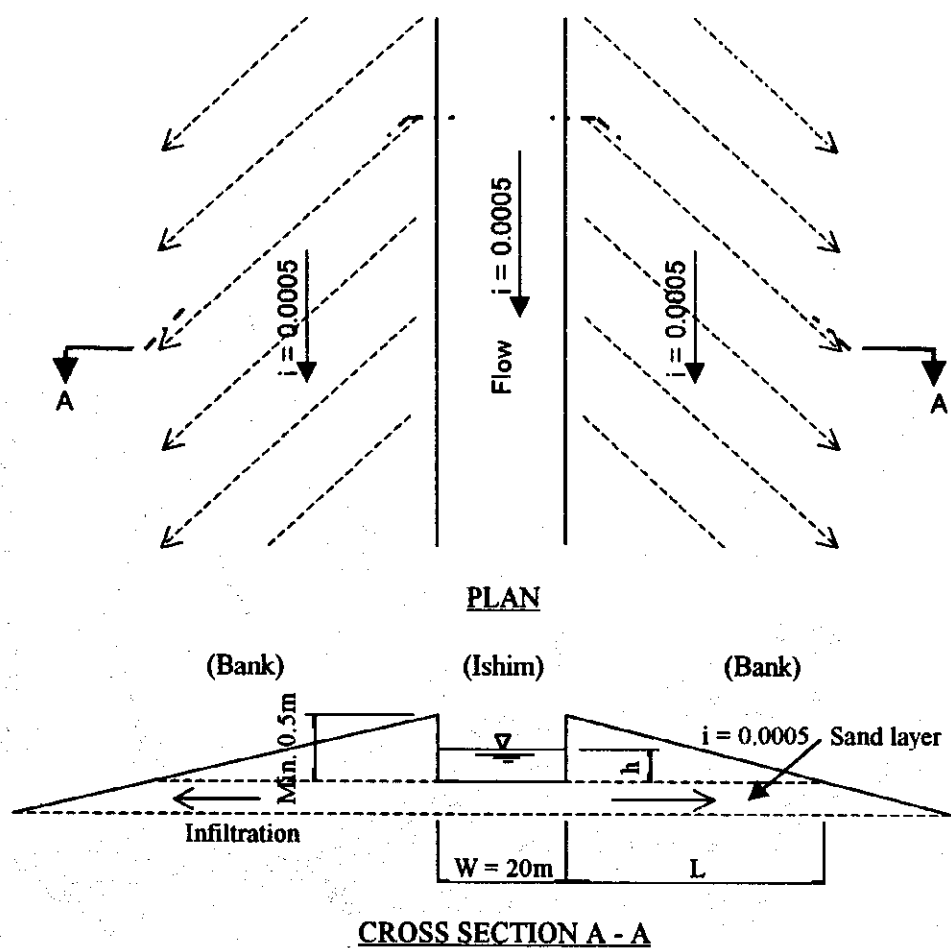 i = 0.0005
i = 0.0005
Flow
i = 0.0005
A
A
PLAN
(Bank)
(Ishim)
(Bank)
Min. 0.5m
h
i = 0.0005
Sand layer
Infiltration
W = 20m
L
CROSS SECTION A - A